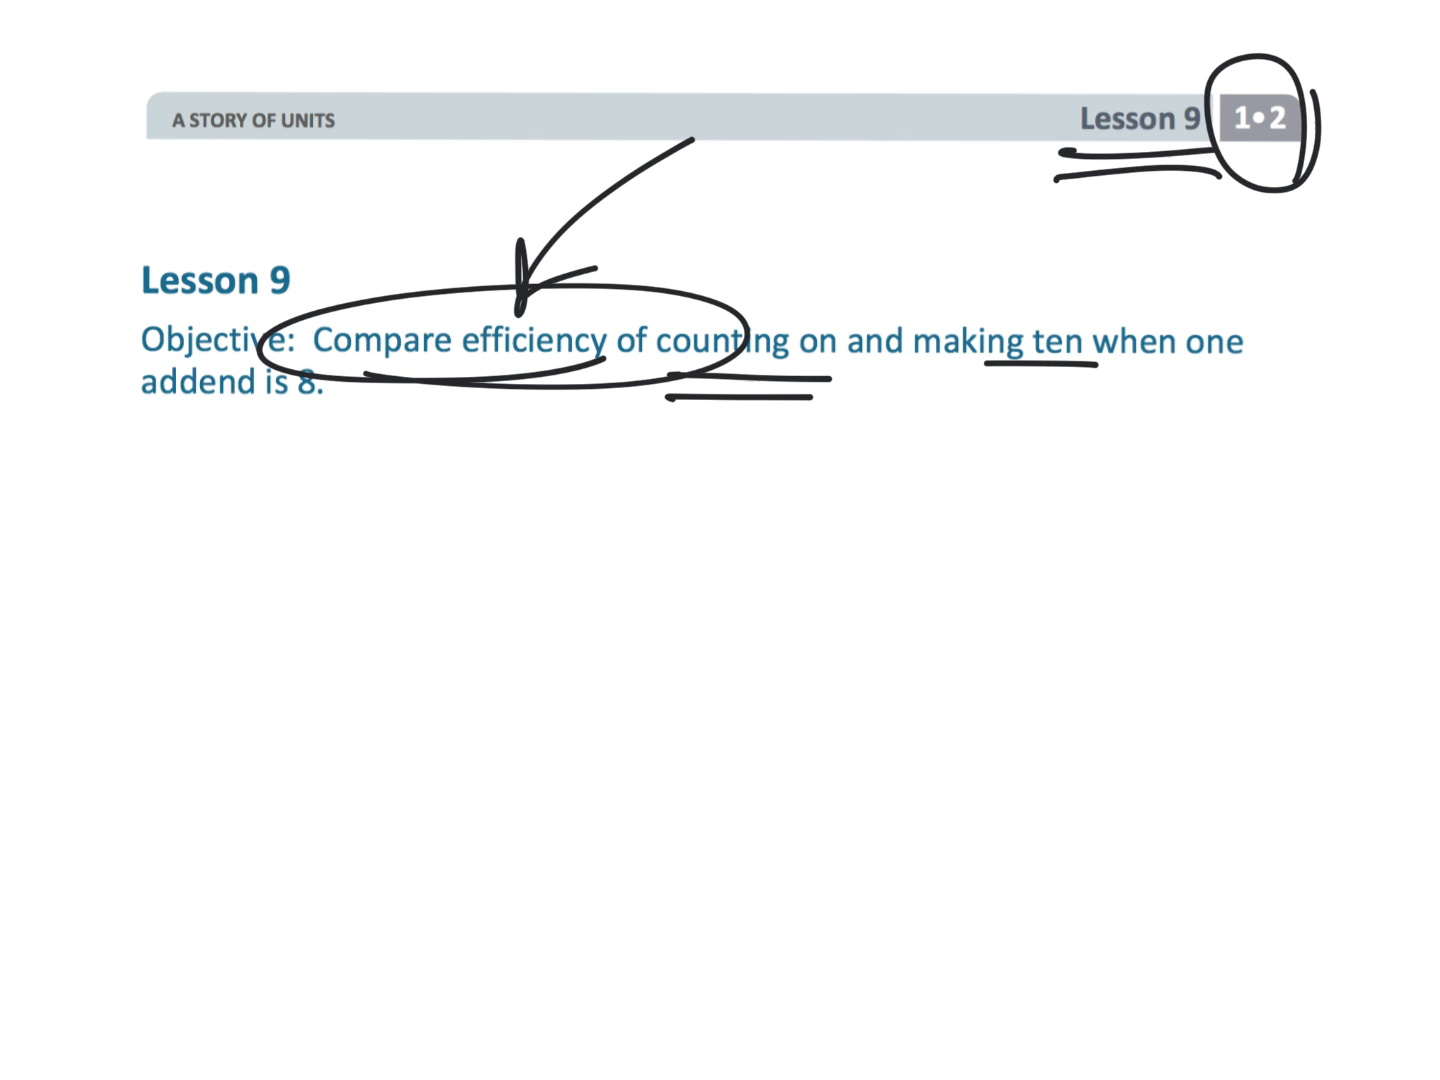 A STORY OF UNITS
Lesson 9 1•2
Lesson 9
Objective: Compare efficiency of counting on and making ten when one
addend is 8.